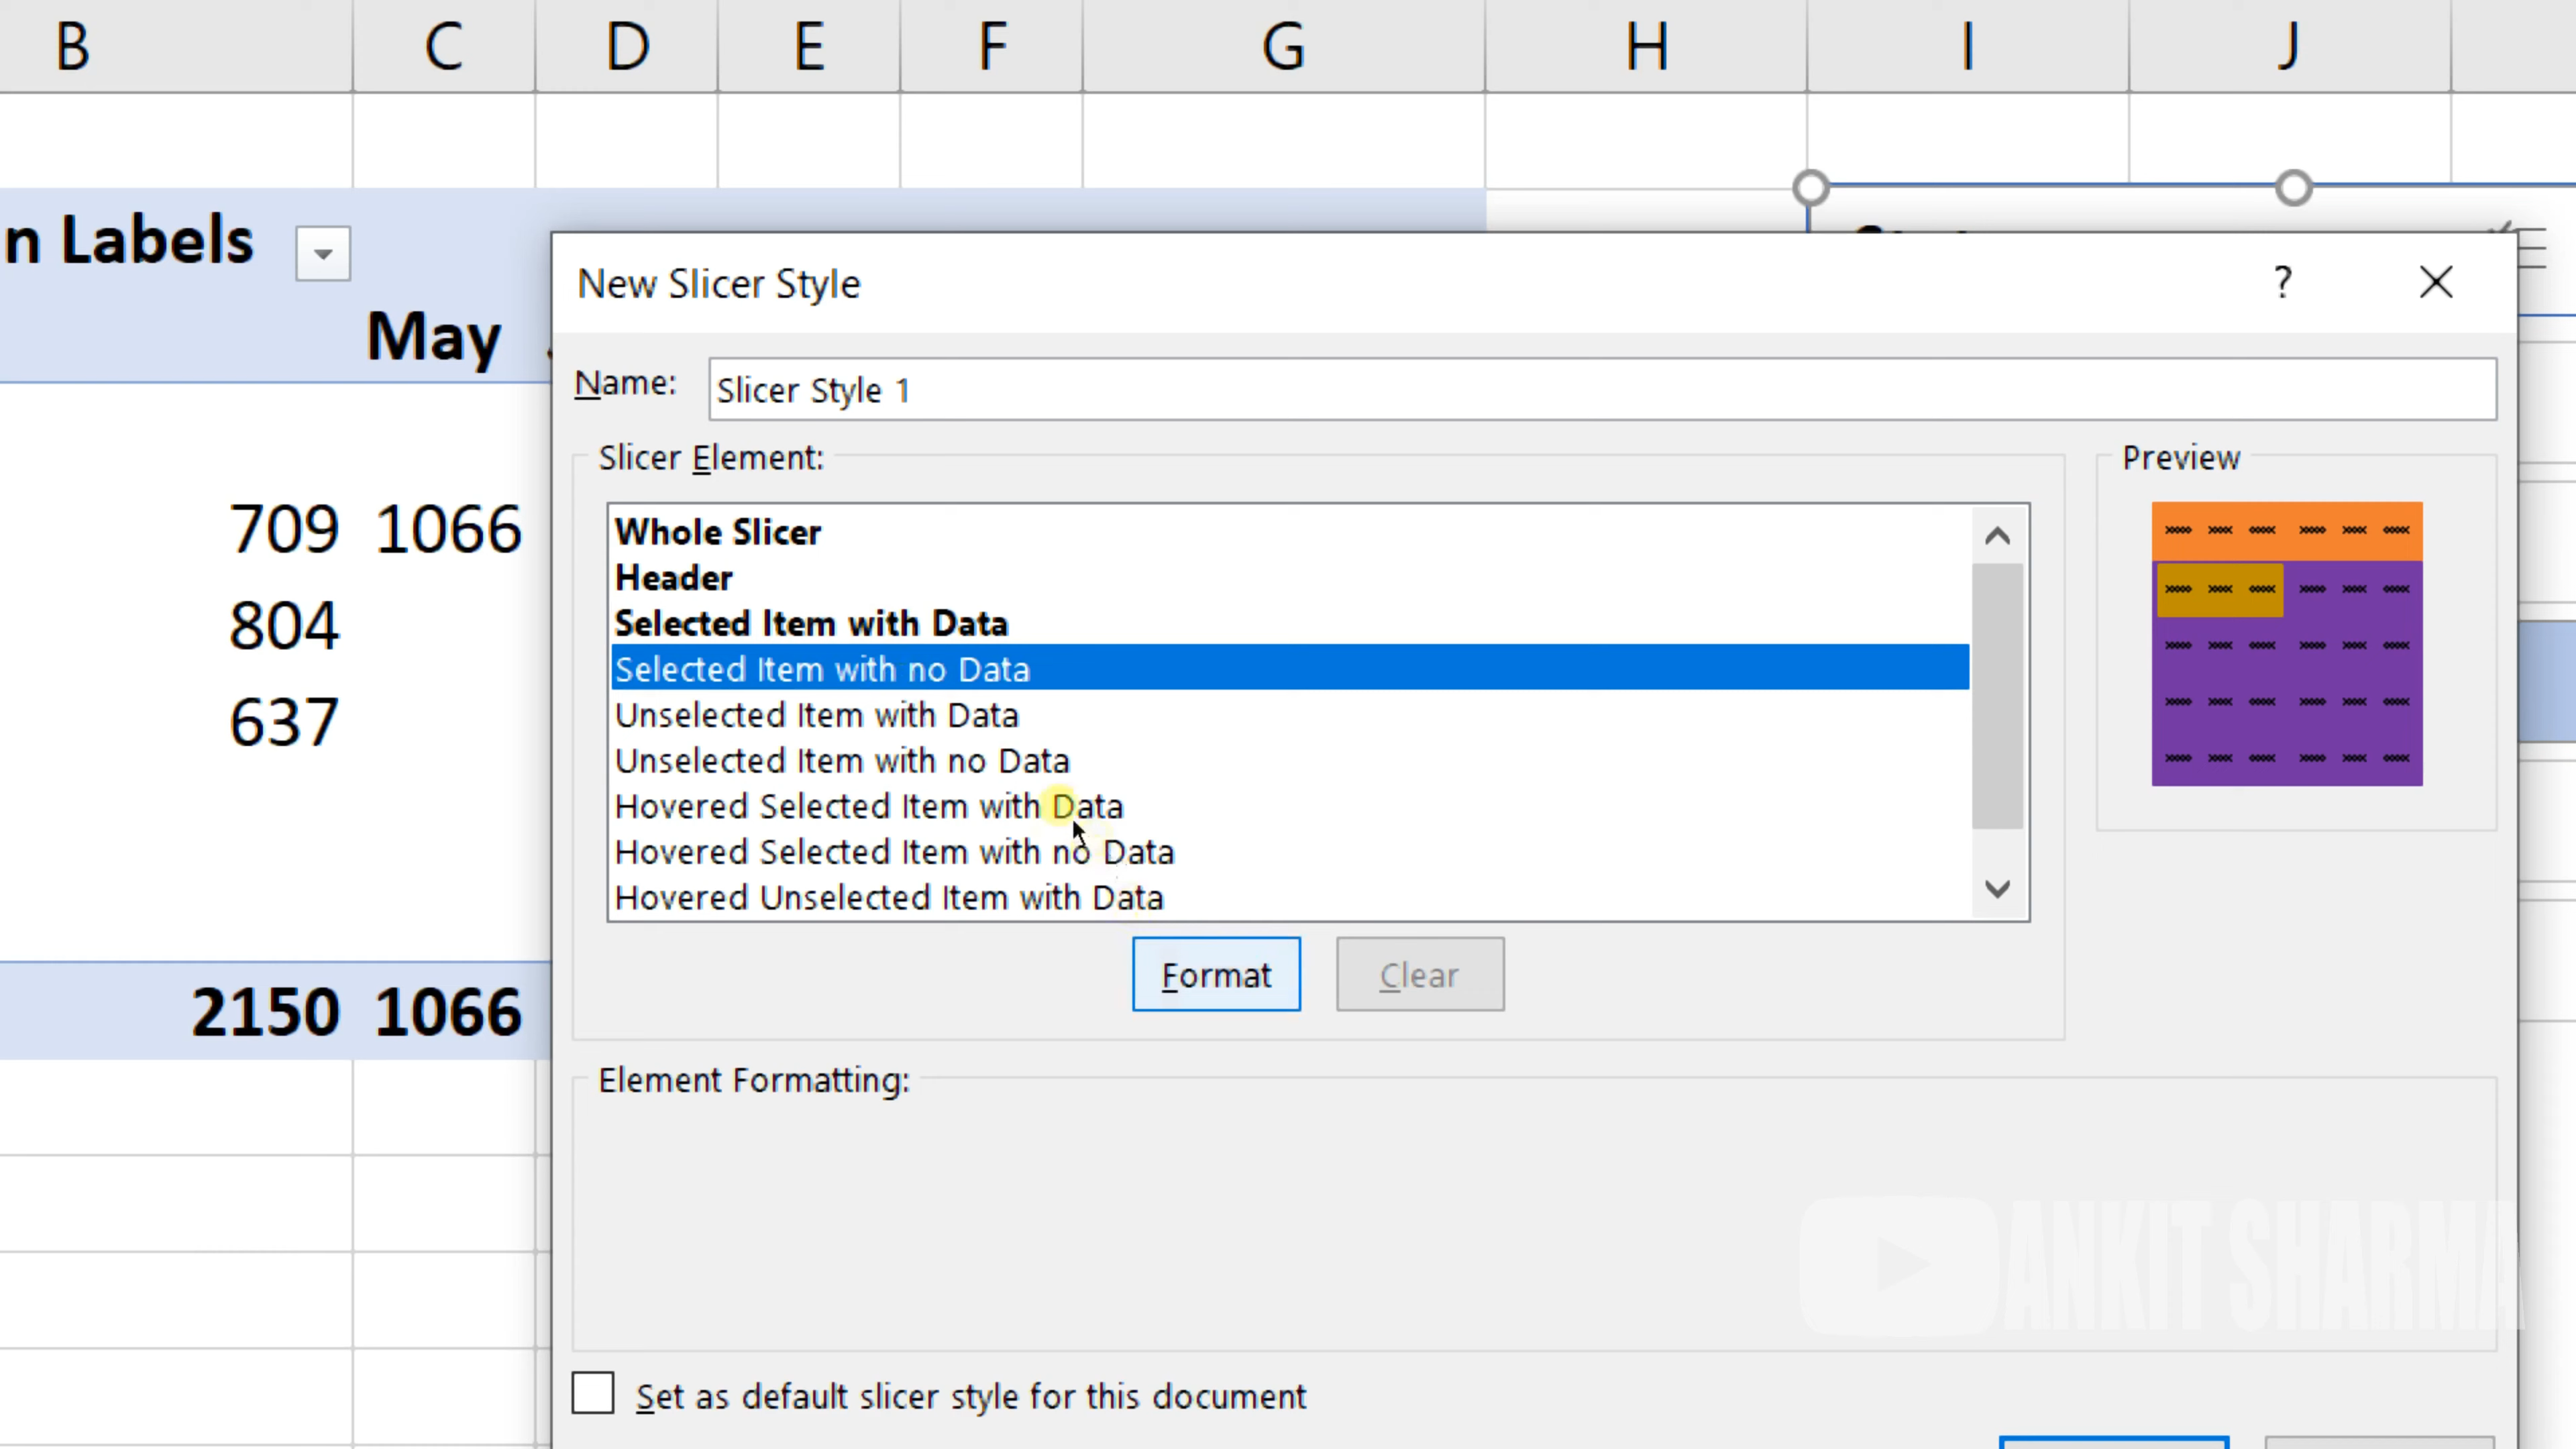 B C D E F G H I J
n Labels
May
709 1066
804
637
2150 1066
New Slicer Style ?
Name: Slicer Style 1
Slicer Element:
Whole Slicer
Header
Selected Item with Data
Selected Item with no Data
Unselected Item with Data
Unselected Item with no Data
Hovered Selected Item with Data
Hovered Selected Item with no Data
Hovered Unselected Item with Data
Format Clear
Preview
Element Formatting:
Set as default slicer style for this document
ANKIT SHARMA